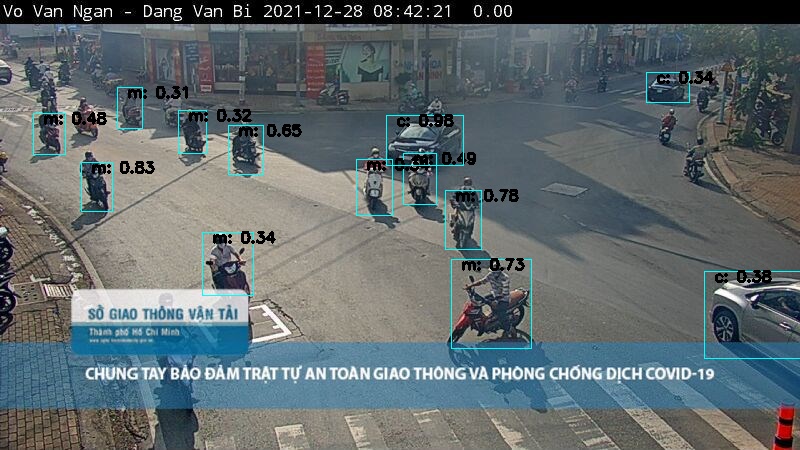 Vo Van Ngan - Dang Van Bi 2021-12-28 08:42:21 0.00
m: 0.31
c: 0.34
m: 0.48
m: 0.32
m: 0.65
c: 0.98
m: 0.83
m: 0.49
m: 0.78
m: 0.34
m: 0.73
c: 0.38
SỞ GIAO THÔNG VẬN TẢI
Thành phố Hồ Chí Minh
CHUNG TAY BẢO ĐẢM TRẬT TỰ AN TOÀN GIAO THÔNG VÀ PHÒNG CHỐNG DỊCH COVID-19